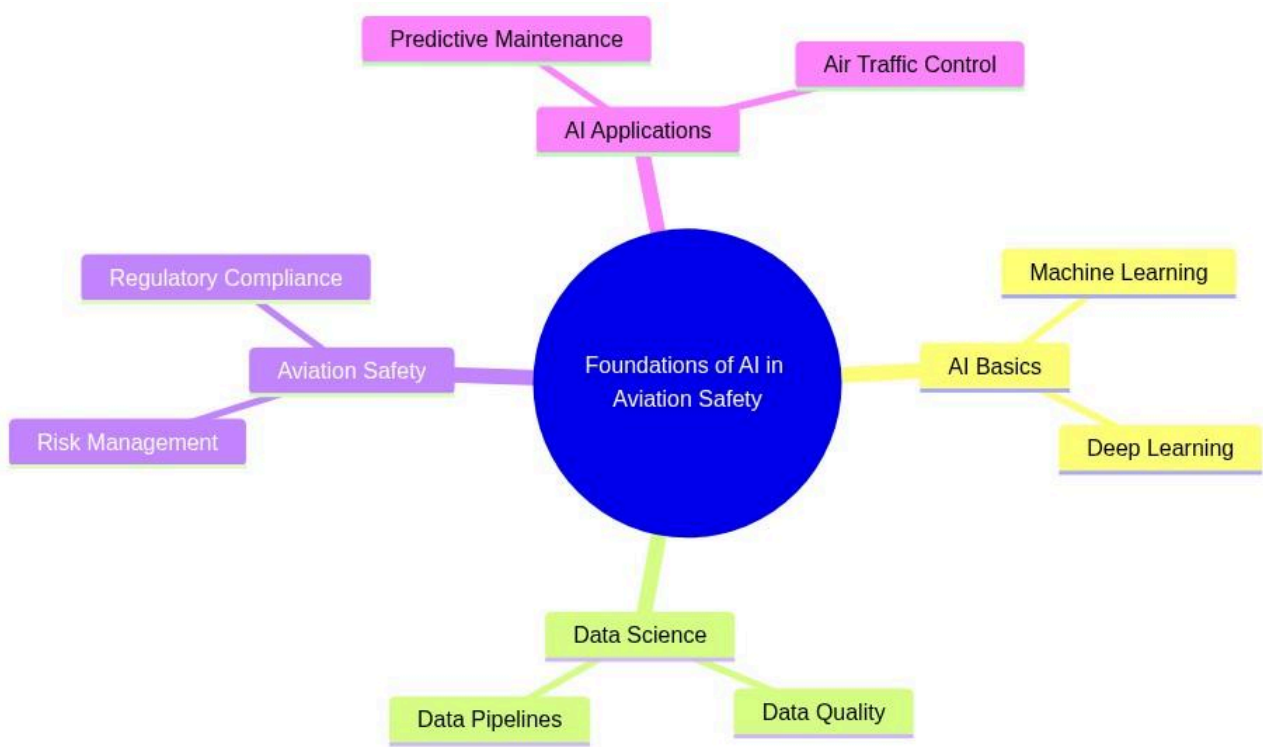 Predictive Maintenance
Air Traffic Control
AI Applications
Regulatory Compliance
Machine Learning
Foundations of AI in
Aviation Safety
Aviation Safety
AI Basics
Risk Management
Deep Learning
Data Science
Data Pipelines
Data Quality